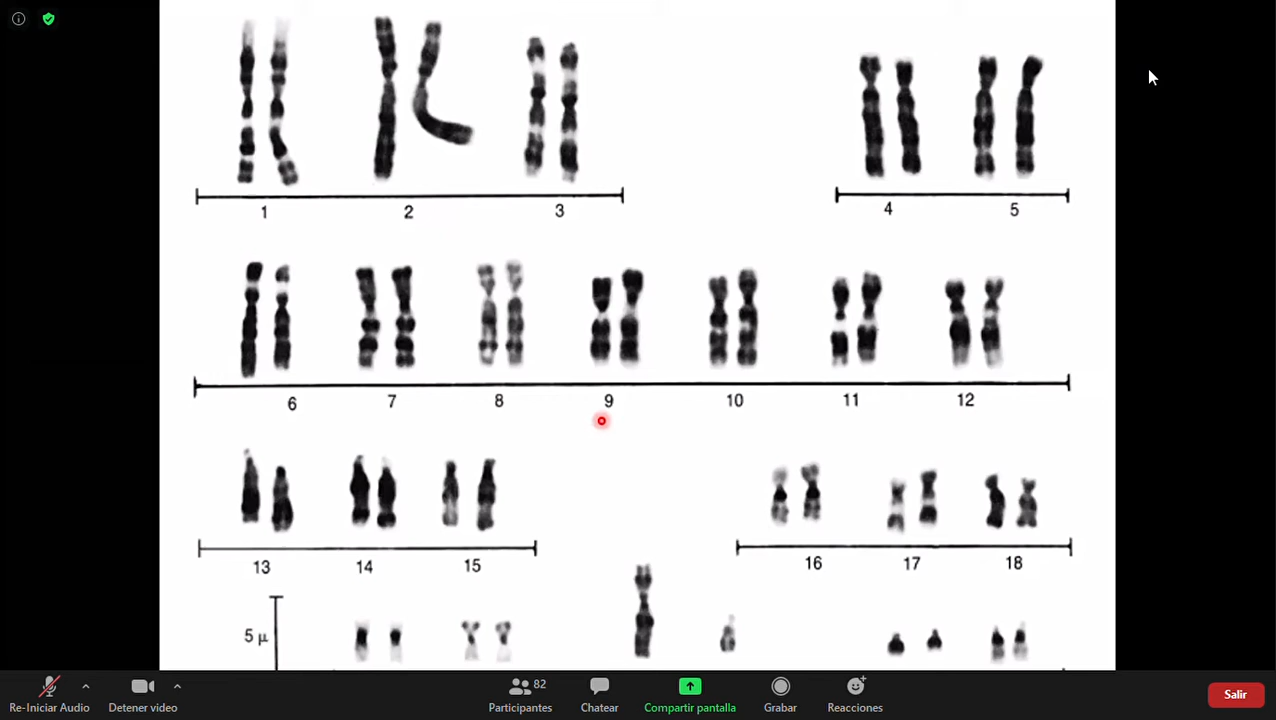 1 2 3
4 5
6 7 8 9 10 11 12
13 14 15
16 17 18
5 μ
82
Re-Iniciar Audio
Detener video
Participantes
Chatear
Compartir pantalla
Grabar
Reacciones
Salir